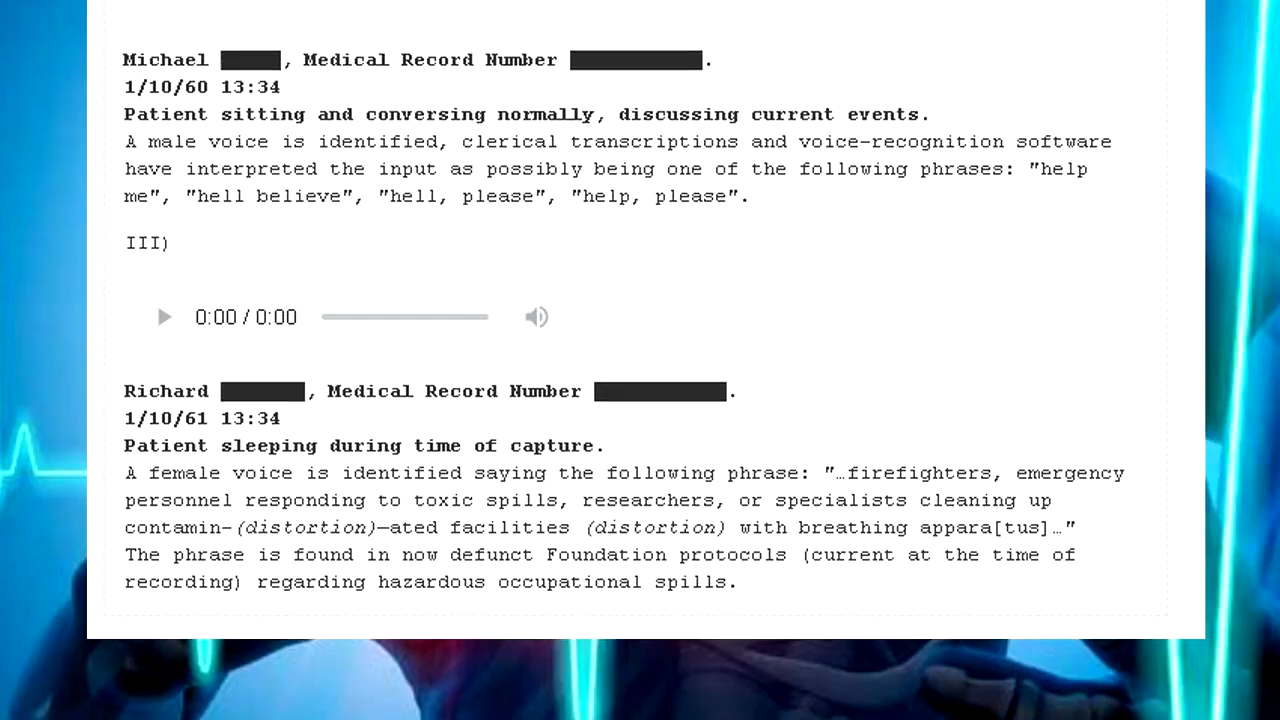 Michael , Medical Record Number .
1/10/60 13:34
Patient sitting and conversing normally, discussing current events.
A male voice is identified, clerical transcriptions and voice-recognition software
have interpreted the input as possibly being one of the following phrases: "help
me", "hell believe", "hell, please", "help, please".
III)
0:00 / 0:00
Richard , Medical Record Number .
1/10/61 13:34
Patient sleeping during time of capture.
A female voice is identified saying the following phrase: "…firefighters, emergency
personnel responding to toxic spills, researchers, or specialists cleaning up
contamin-(distortion)—ated facilities (distortion) with breathing appara[tus]…"
The phrase is found in now defunct Foundation protocols (current at the time of
recording) regarding hazardous occupational spills.